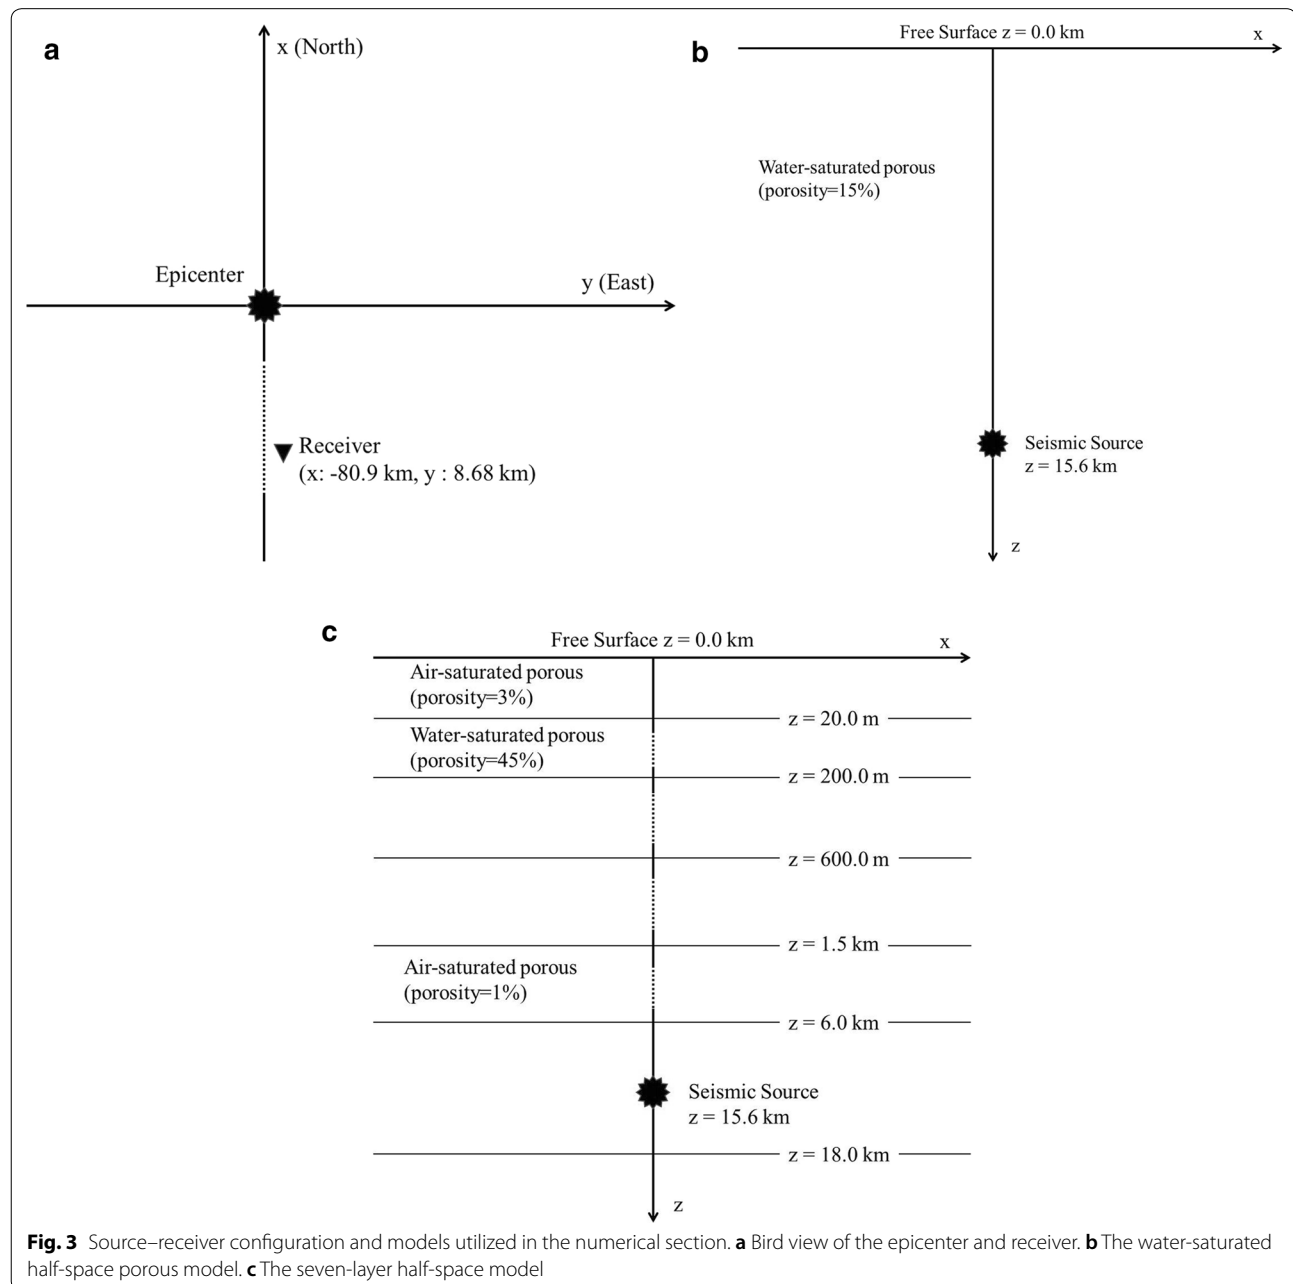 a
x (North)
Epicenter
y (East)
Receiver
(x: -80.9 km, y : 8.68 km)
b
Free Surface z = 0.0 km
x
Water-saturated porous
(porosity=15%)
Seismic Source
z = 15.6 km
z
c
Free Surface z = 0.0 km
x
Air-saturated porous
(porosity=3%)
z = 20.0 m
Water-saturated porous
(porosity=45%)
z = 200.0 m
z = 600.0 m
z = 1.5 km
Air-saturated porous
(porosity=1%)
z = 6.0 km
Seismic Source
z = 15.6 km
z = 18.0 km
z
Fig. 3 Source–receiver configuration and models utilized in the numerical section. a Bird view of the epicenter and receiver. b The water-saturated
half-space porous model. c The seven-layer half-space model